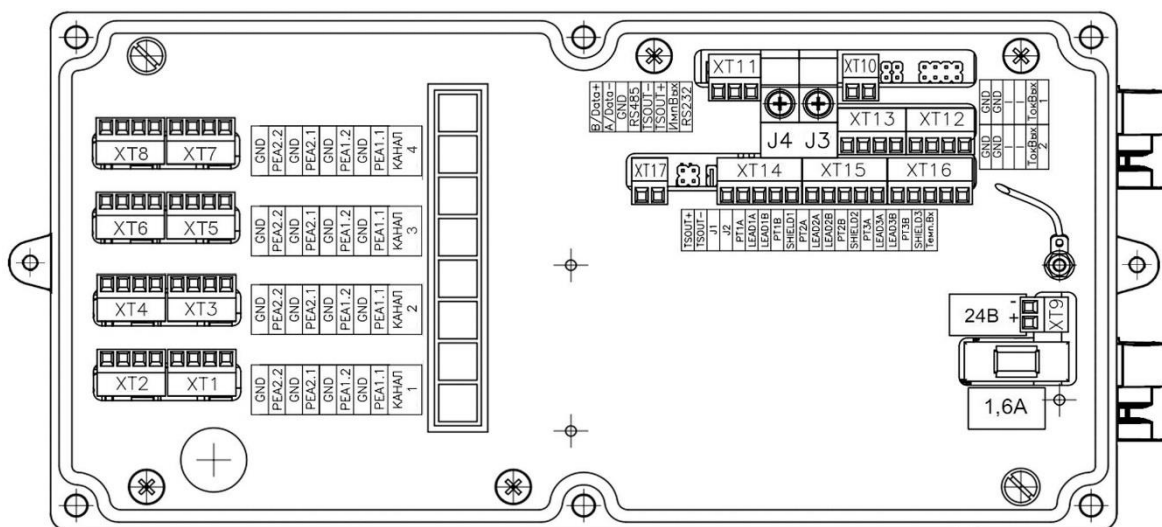 XT11
XT10
B/Data+
A/Data-
GND
RS485
TSOUT-
TSOUT+
ИмпВых
RS232
J4 J3
XT13 XT12
GND
GND
I
I
ТокВых
1
GND
GND
I
I
ТокВых
2
XT17 XT14 XT15 XT16
TSOUT+
TSOUT-
J1
J2
PT1A
LEAD1A
LEAD1B
PT1B
SHIELD1
PT2A
LEAD2A
LEAD2B
PT2B
SHIELD2
PT3A
LEAD3A
LEAD3B
PT3B
SHIELD3
Темп.Вх
XT8 XT7
GND
PEA2.2
GND
PEA2.1
GND
PEA1.2
GND
PEA1.1
КАНАЛ
4
XT6 XT5
GND
PEA2.2
GND
PEA2.1
GND
PEA1.2
GND
PEA1.1
КАНАЛ
3
XT4 XT3
GND
PEA2.2
GND
PEA2.1
GND
PEA1.2
GND
PEA1.1
КАНАЛ
2
XT2 XT1
GND
PEA2.2
GND
PEA2.1
GND
PEA1.2
GND
PEA1.1
КАНАЛ
1
24В
-
+
XT9
1,6А